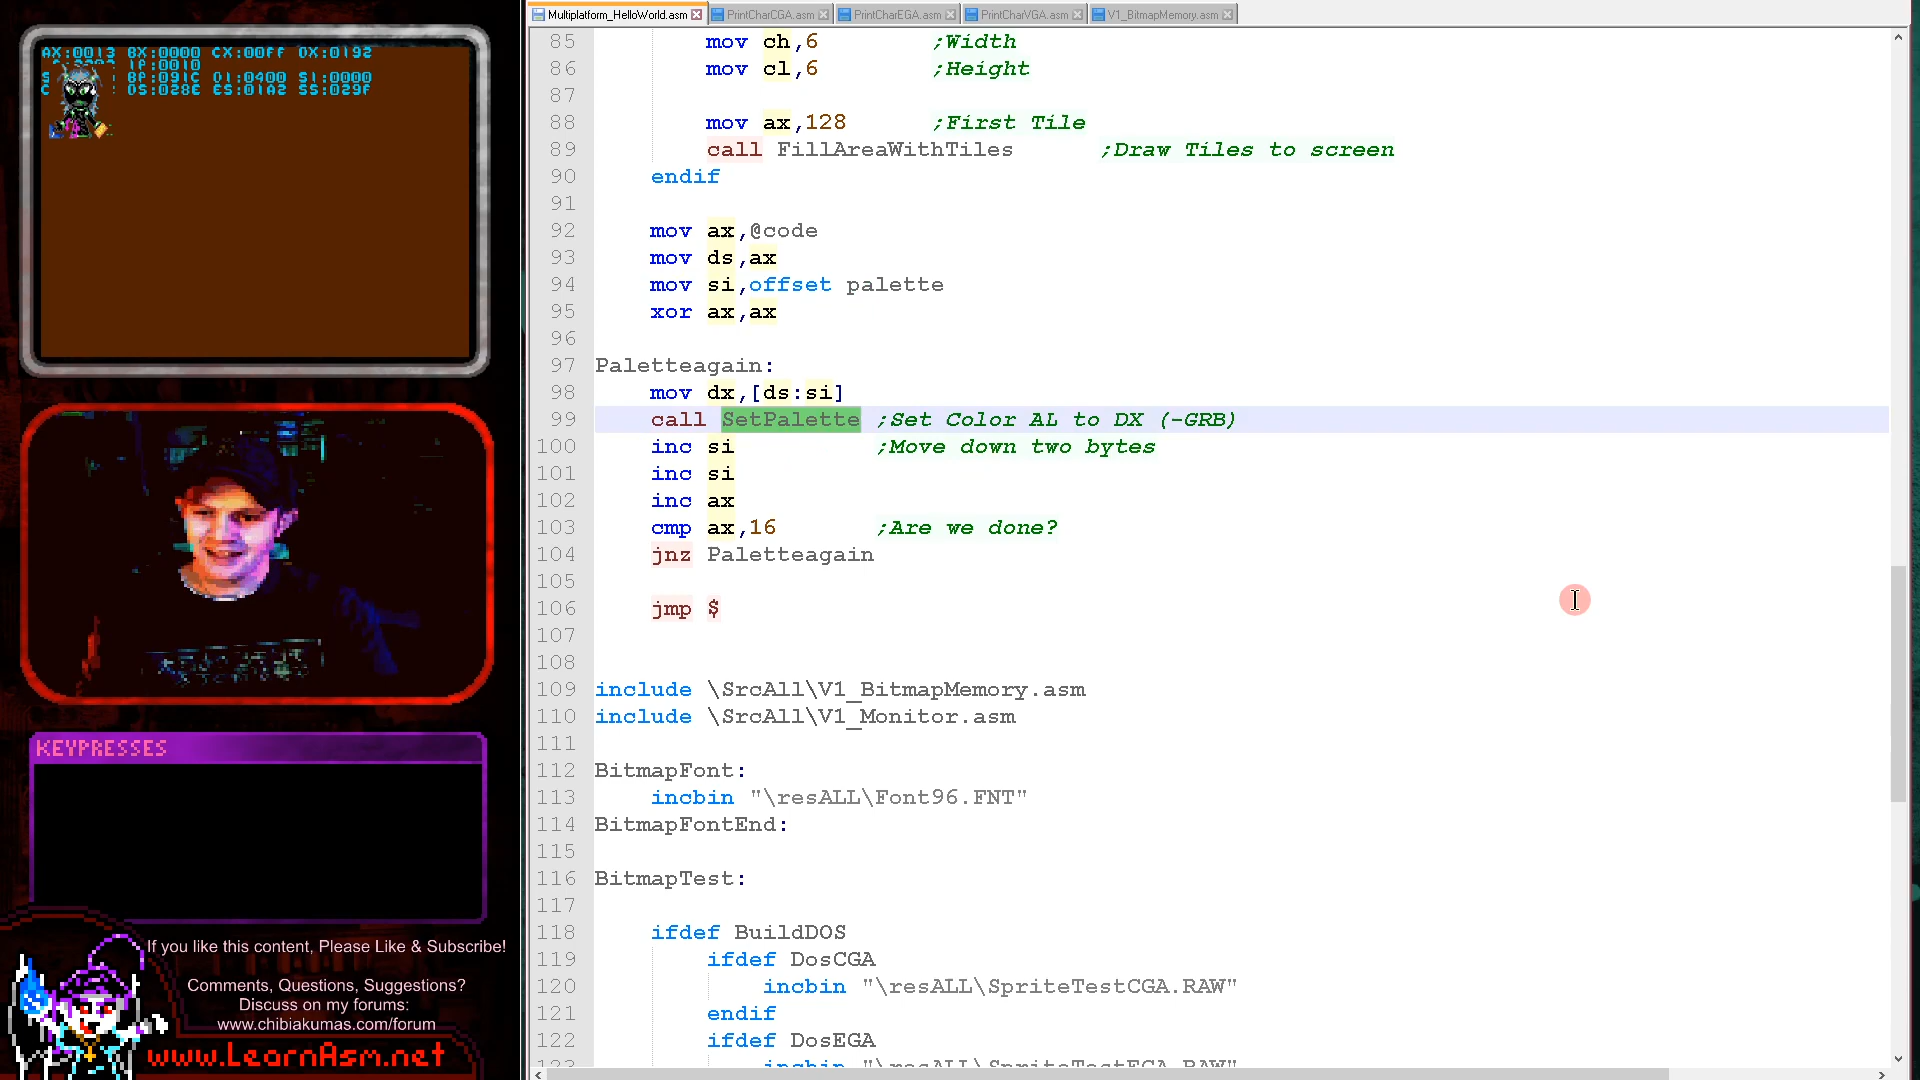 Multiplatform_HelloWorld.asm PrintCharCGA.asm PrintCharEGA.asm PrintCharVGA.asm V1_BitmapMemory.asm
AX:0013 BX:0000 CX:00FF DX:0192
IP:0010
BP:091C DI:0400 SI:0000
DS:028E ES:01A2 SS:029F
KEYPRESSES
If you like this content, Please Like & Subscribe!
Comments, Questions, Suggestions?
Discuss on my forums:
www.chibiakumas.com/forum
www.LearnAsm.net
85 mov ch,6 ;Width
86 mov cl,6 ;Height
87
88 mov ax,128 ;First Tile
89 call FillAreaWithTiles ;Draw Tiles to screen
90 endif
91
92 mov ax,@code
93 mov ds,ax
94 mov si,offset palette
95 xor ax,ax
96
97 Paletteagain:
98 mov dx,[ds:si]
99 call SetPalette ;Set Color AL to DX (-GRB)
100 inc si ;Move down two bytes
101 inc si
102 inc ax
103 cmp ax,16 ;Are we done?
104 jnz Paletteagain
105
106 jmp $
107
108
109 include \SrcAll\V1_BitmapMemory.asm
110 include \SrcAll\V1_Monitor.asm
111
112 BitmapFont:
113 incbin "\resALL\Font96.FNT"
114 BitmapFontEnd:
115
116 BitmapTest:
117
118 ifdef BuildDOS
119 ifdef DosCGA
120 incbin "\resALL\SpriteTestCGA.RAW"
121 endif
122 ifdef DosEGA
123 incbin "\resALL\SpriteTestEGA.RAW"